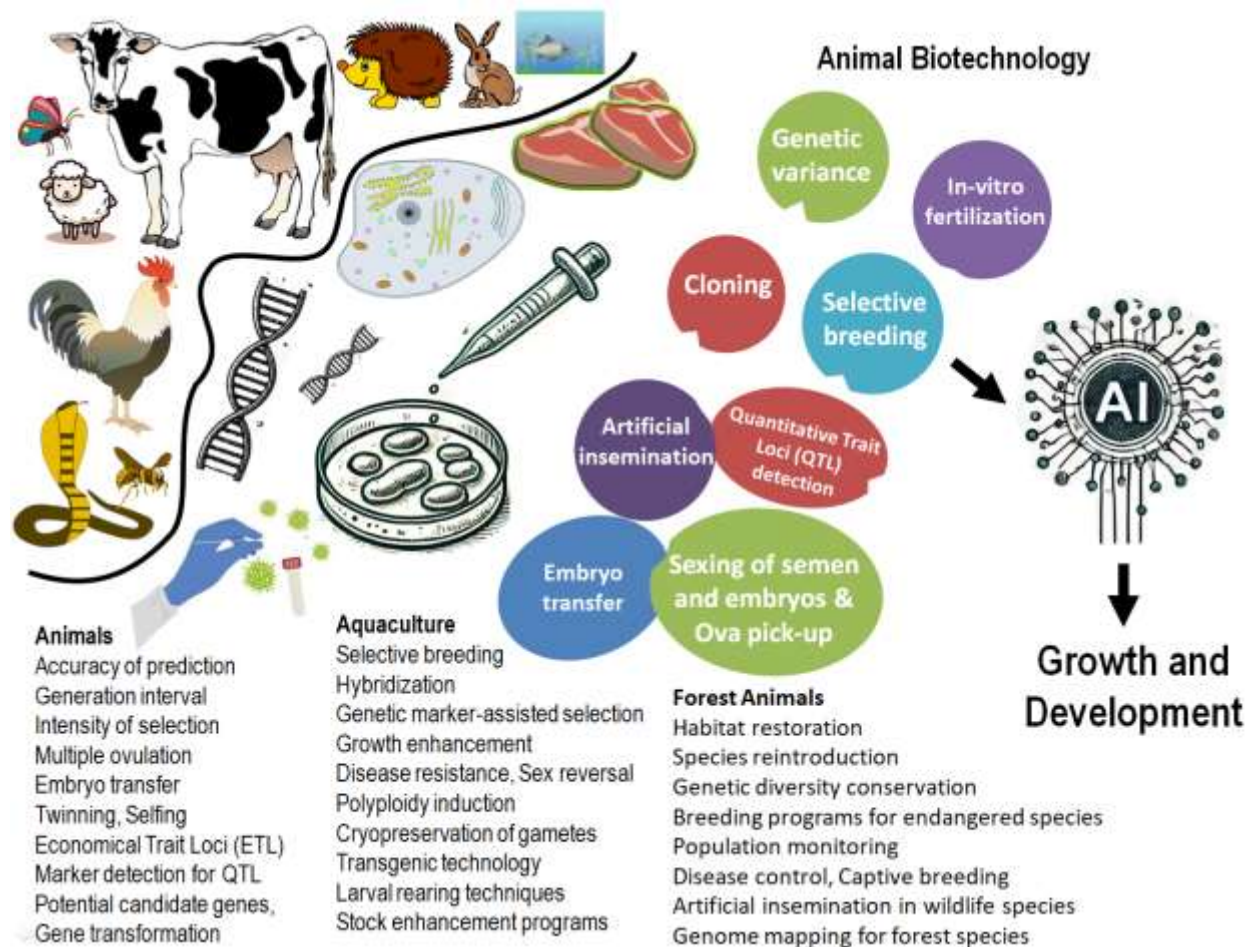 Animal Biotechnology
Genetic
variance
In-vitro
fertilization
Cloning
Selective
breeding
AI
Artificial
insemination
Quantitative Trait
Loci (QTL)
detection
Embryo
transfer
Sexing of semen
and embryos &
Ova pick-up
Growth and
Development
Animals
Accuracy of prediction
Generation interval
Intensity of selection
Multiple ovulation
Embryo transfer
Twinning, Selfing
Economical Trait Loci (ETL)
Marker detection for QTL
Potential candidate genes,
Gene transformation
Aquaculture
Selective breeding
Hybridization
Genetic marker-assisted selection
Growth enhancement
Disease resistance, Sex reversal
Polyploidy induction
Cryopreservation of gametes
Transgenic technology
Larval rearing techniques
Stock enhancement programs
Forest Animals
Habitat restoration
Species reintroduction
Genetic diversity conservation
Breeding programs for endangered species
Population monitoring
Disease control, Captive breeding
Artificial insemination in wildlife species
Genome mapping for forest species